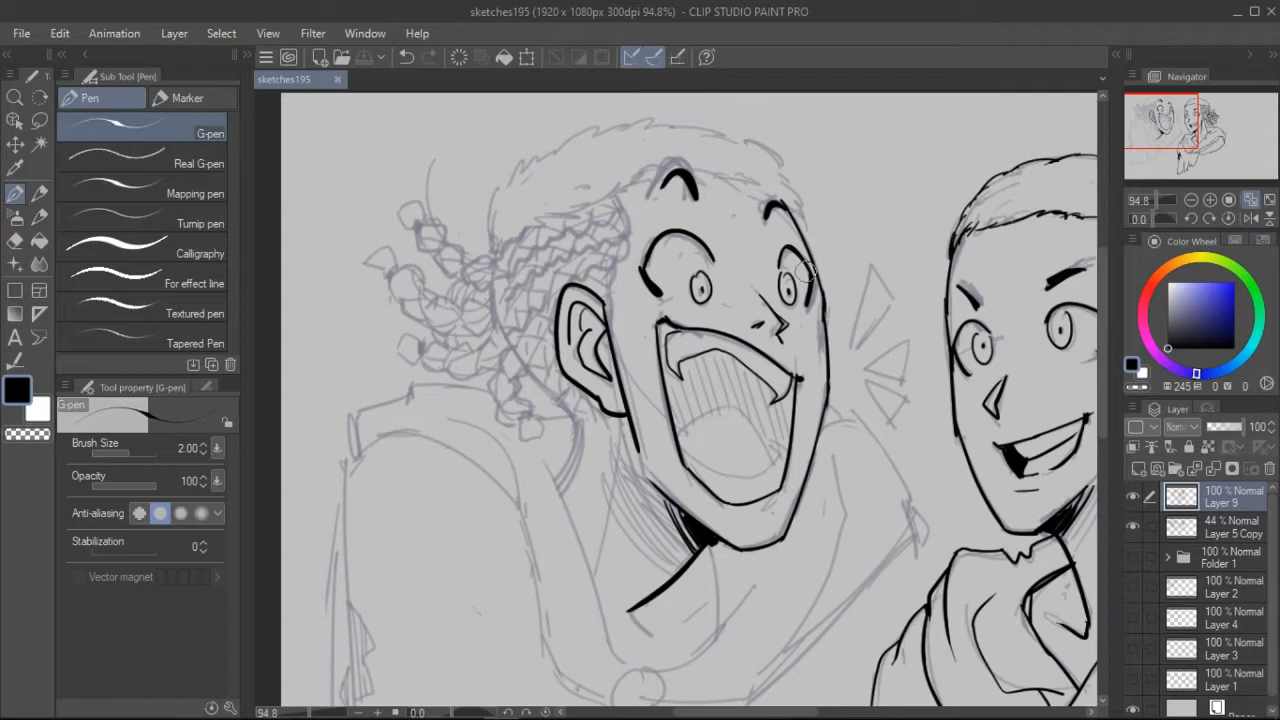 sketches195 (1920 x 1080px 300dpi 94.8%) - CLIP STUDIO PAINT PRO
File Edit Animation Layer Select View Filter Window Help
Sub Tool [Pen]
Pen
Marker
G-pen
Real G-pen
Mapping pen
Turnip pen
Calligraphy
For effect line
Textured pen
Tapered Pen
Tool property [G-pen]
G-pen
Brush Size 2.00
Opacity 100
Anti-aliasing
Stabilization 0
Vector magnet
sketches195
94.8
0.0
Navigator
94.8
0.0
Color Wheel
245 0 0
Layer
100
100 % Normal
Layer 9
44 % Normal
Layer 5 Copy
100 % Normal
Folder 1
100 % Normal
Layer 2
100 % Normal
Layer 4
100 % Normal
Layer 3
100 % Normal
Layer 1